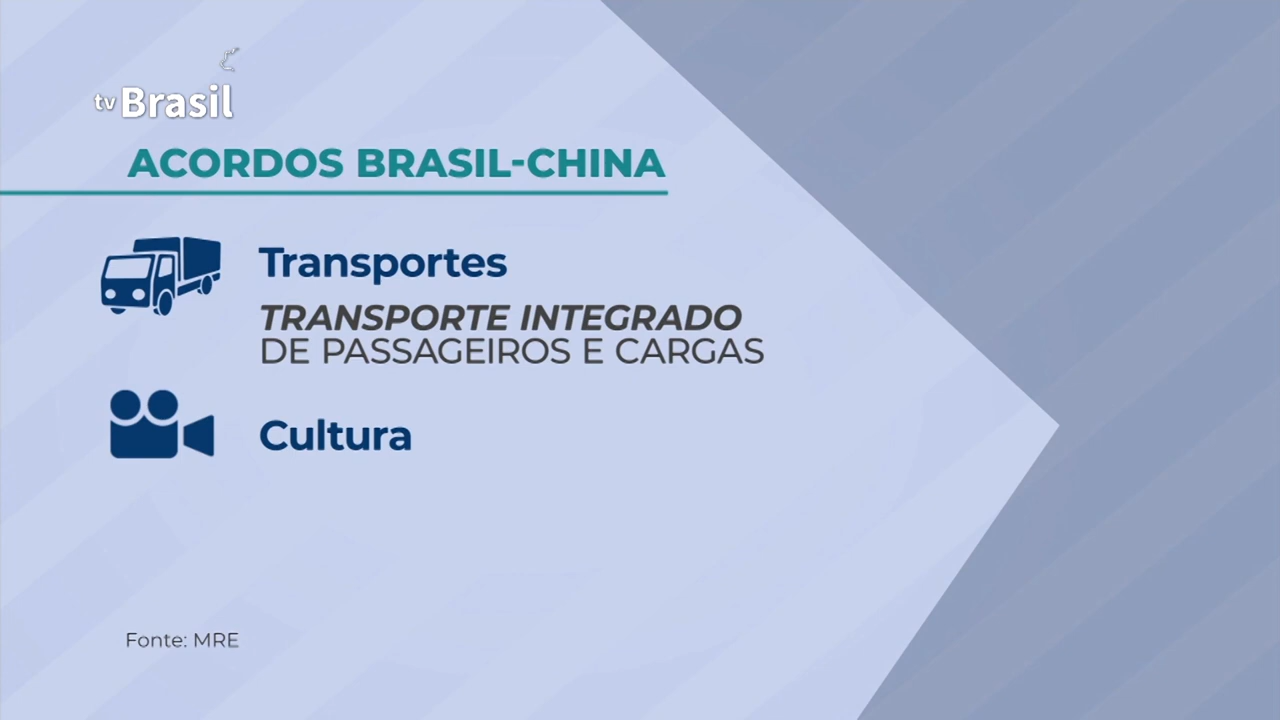 tv Brasil
ACORDOS BRASIL-CHINA
Transportes
TRANSPORTE INTEGRADO
DE PASSAGEIROS E CARGAS
Cultura
Fonte: MRE